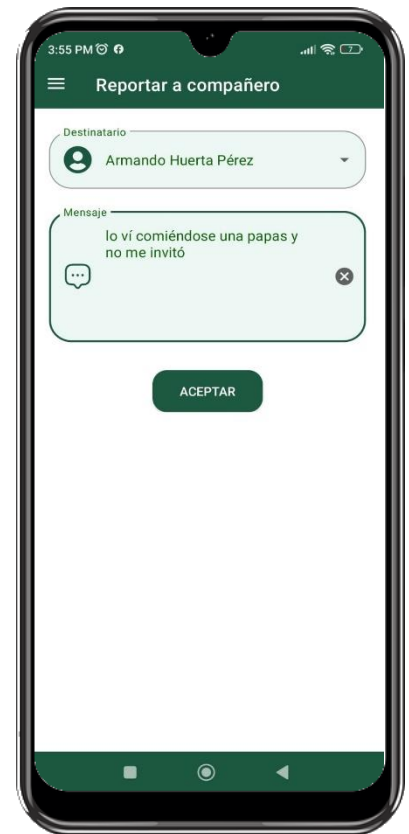 3:55 PM
7
Reportar a compañero
Destinatario
Armando Huerta Pérez
Mensaje
lo ví comiéndose una papas y
no me invitó
ACEPTAR